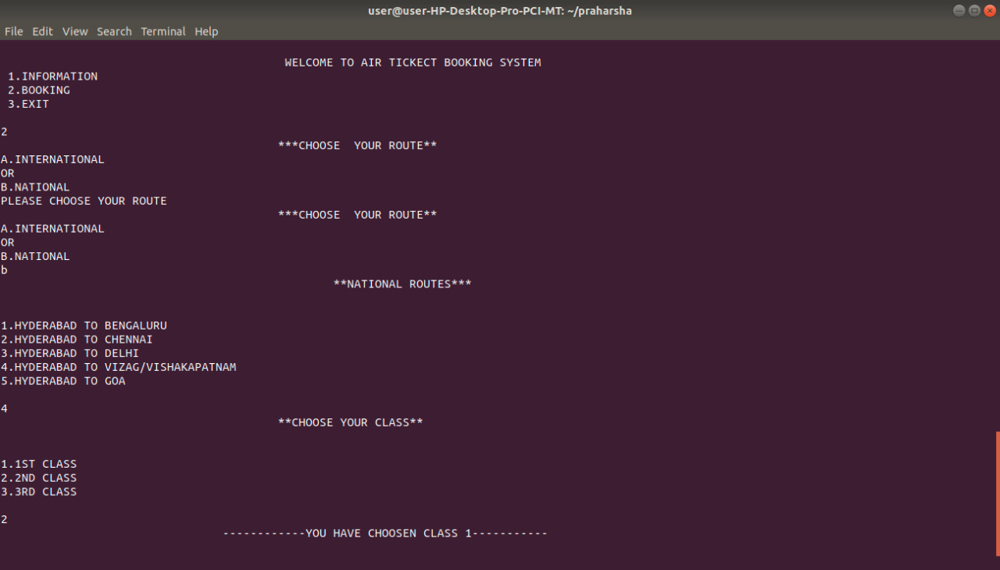 user@user-HP-Desktop-Pro-PCI-MT: ~/praharsha
File Edit View Search Terminal Help
WELCOME TO AIR TICKECT BOOKING SYSTEM
1.INFORMATION
2.BOOKING
3.EXIT
2
***CHOOSE  YOUR ROUTE**
A.INTERNATIONAL
OR
B.NATIONAL
PLEASE CHOOSE YOUR ROUTE
***CHOOSE  YOUR ROUTE**
A.INTERNATIONAL
OR
B.NATIONAL
b
**NATIONAL ROUTES***
1.HYDERABAD TO BENGALURU
2.HYDERABAD TO CHENNAI
3.HYDERABAD TO DELHI
4.HYDERABAD TO VIZAG/VISHAKAPATNAM
5.HYDERABAD TO GOA
4
**CHOOSE YOUR CLASS**
1.1ST CLASS
2.2ND CLASS
3.3RD CLASS
2
------------YOU HAVE CHOOSEN CLASS 1-----------